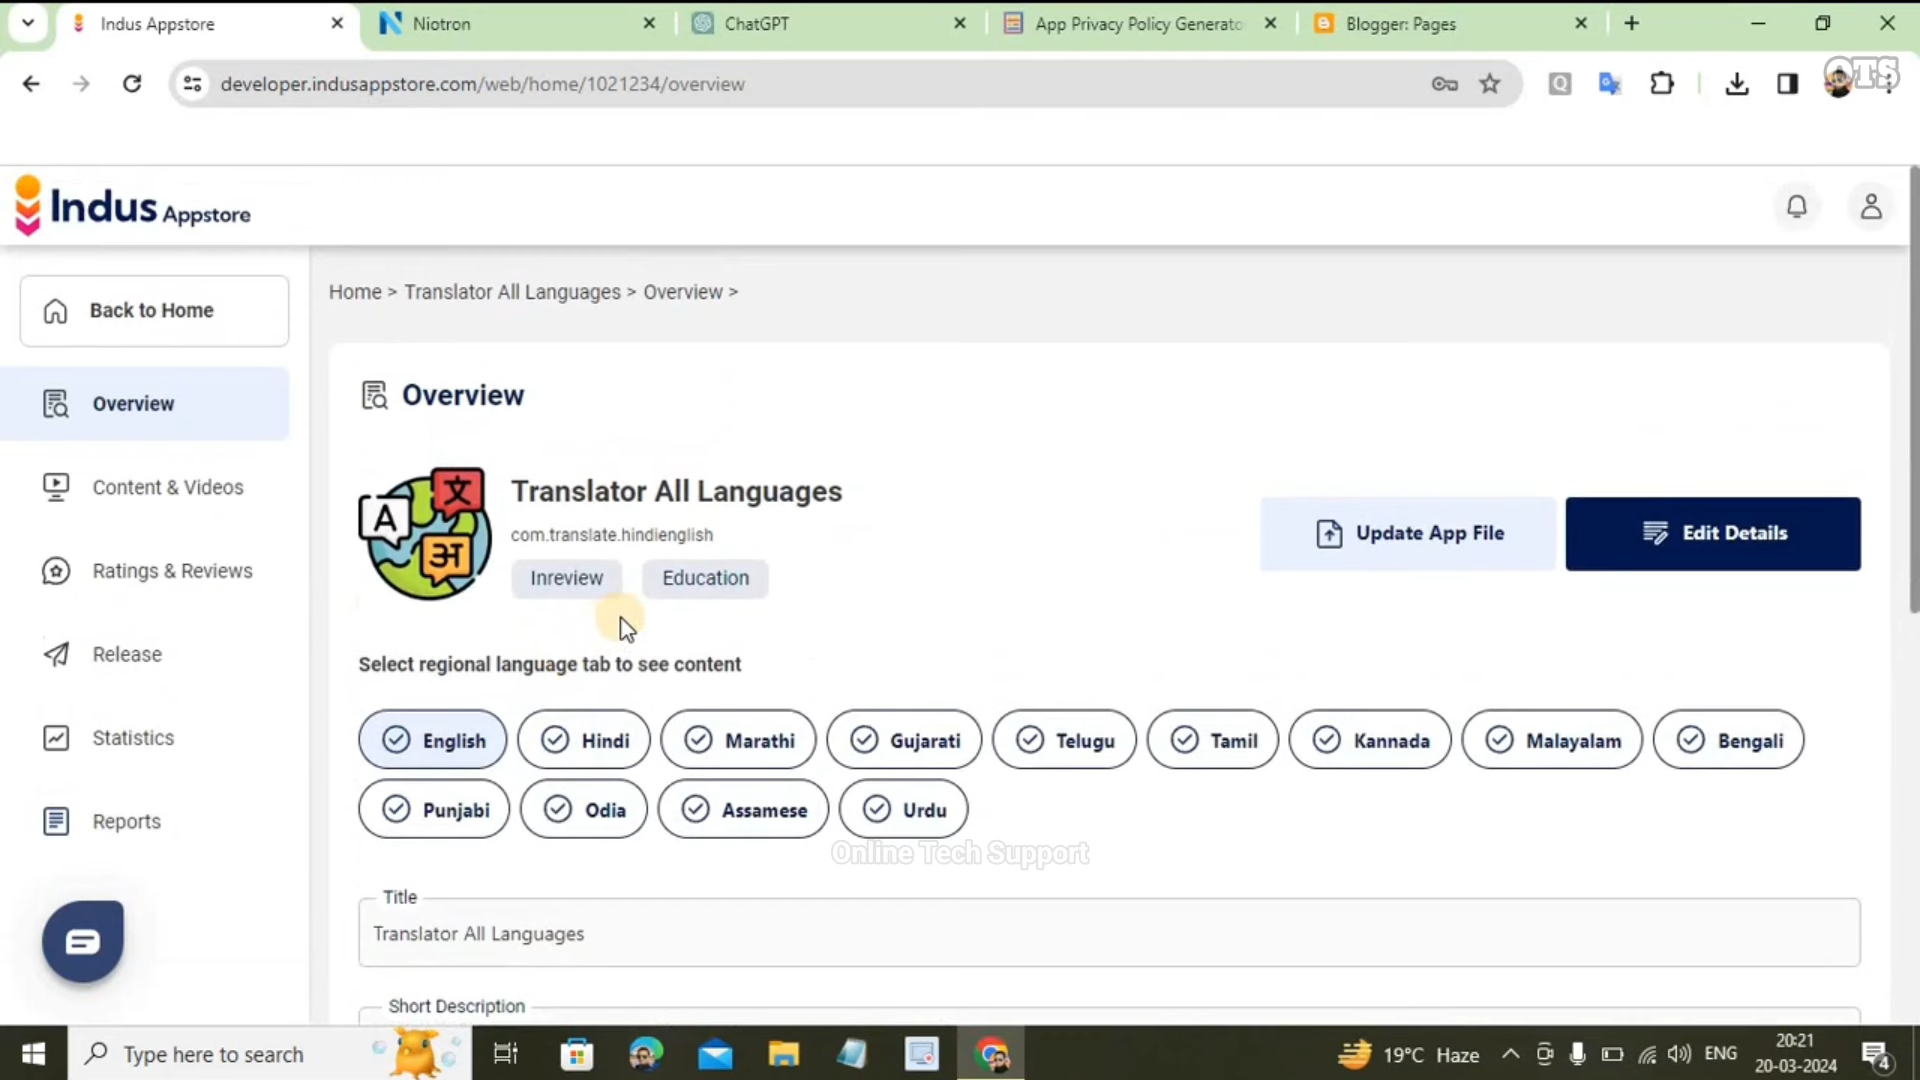 Indus Appstore
Niotron
ChatGPT
App Privacy Policy Generato
Blogger: Pages
developer.indusappstore.com/web/home/1021234/overview
OTS
Indus Appstore
Back to Home
Home > Translator All Languages > Overview >
Overview
Overview
Content & Videos
Ratings & Reviews
Release
Statistics
Reports
A
文
अ
Translator All Languages
com.translate.hindienglish
Inreview
Education
Update App File
Edit Details
Select regional language tab to see content
English
Hindi
Marathi
Gujarati
Telugu
Tamil
Kannada
Malayalam
Bengali
Punjabi
Odia
Assamese
Urdu
Online Tech Support
Title
Translator All Languages
Short Description
Type here to search
19°C Haze
ENG
20:21
20-03-2024
4